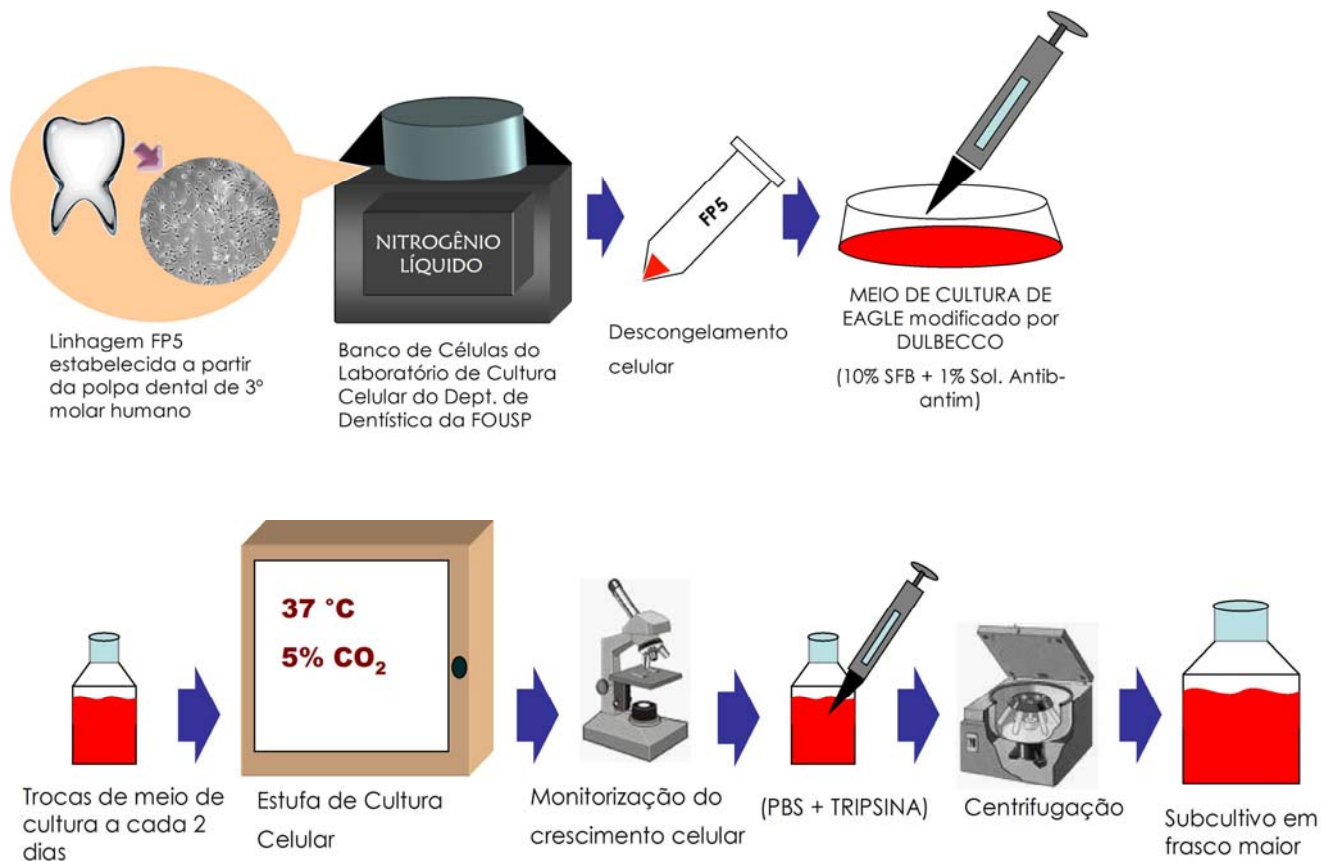 NITROGÊNIO
LÍQUIDO
FP5
Linhagem FP5
estabelecida a partir
da polpa dental de 3º
molar humano
Banco de Células do
Laboratório de Cultura
Celular do Dept. de
Dentística da FOUSP
Descongelamento
celular
MEIO DE CULTURA DE
EAGLE modificado por
DULBECCO
(10% SFB + 1% Sol. Antib-
antim)
37 °C
5% CO₂
Trocas de meio de
cultura a cada 2
dias
Estufa de Cultura
Celular
Monitorização do
crescimento celular
(PBS + TRIPSINA)
Centrifugação
Subcultivo em
frasco maior